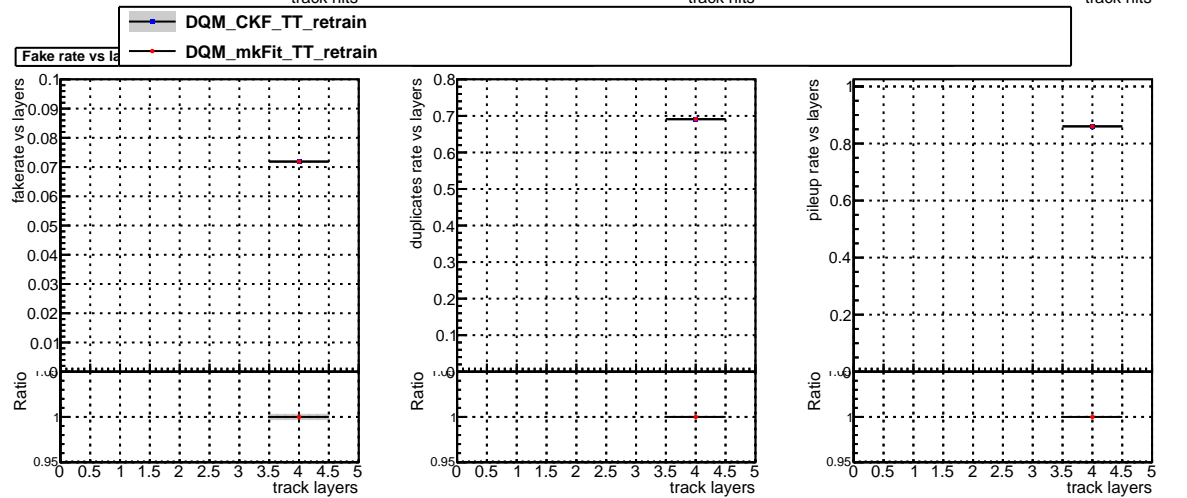 track hits track hits track hits
DQM_CKF_TT_retrain
DQM_mkFit_TT_retrain
Fake rate vs la
fakerate vs layers
0.1
0.09
0.08
0.07
0.06
0.05
0.04
0.03
0.02
0.01
0
Ratio
1
0.95
0 0.5 1 1.5 2 2.5 3 3.5 4 4.5 5
track layers
duplicates rate vs layers
0.8
0.7
0.6
0.5
0.4
0.3
0.2
0.1
0
Ratio
1
0.95
0 0.5 1 1.5 2 2.5 3 3.5 4 4.5 5
track layers
pileup rate vs layers
1
0.8
0.6
0.4
0.2
0
Ratio
1
0.95
0 0.5 1 1.5 2 2.5 3 3.5 4 4.5 5
track layers